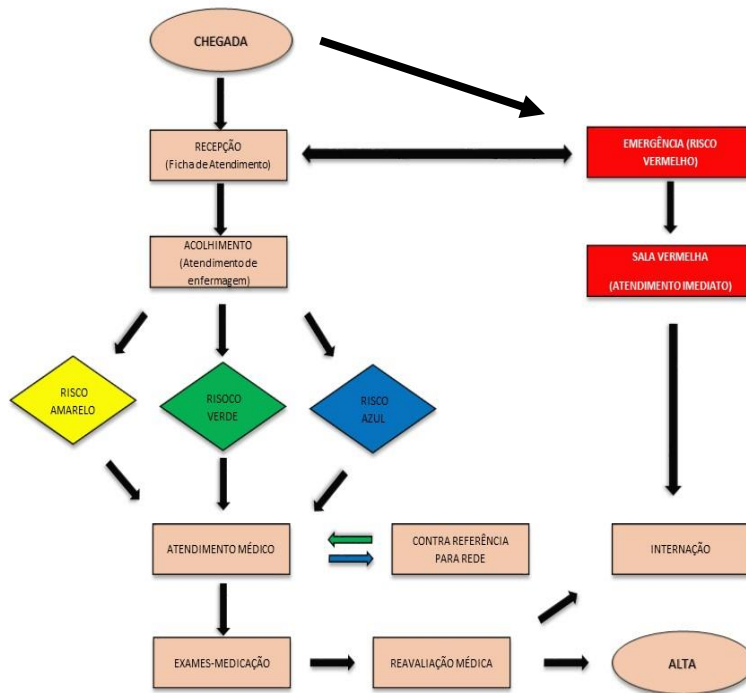 CHEGADA
RECEPÇÃO
(Ficha de Atendimento)
EMERGÊNCIA (RISCO
VERMELHO)
ACOLHIMENTO
(Atendimento de
enfermagem)
SALA VERMELHA
(ATENDIMENTO IMEDIATO)
RISCO
AMARELO
RISOCO
VERDE
RISCO
AZUL
ATENDIMENTO MÉDICO
CONTRA REFERÊNCIA
PARA REDE
INTERNAÇÃO
EXAMES-MEDICAÇÃO
REAVALIAÇÃO MÉDICA
ALTA